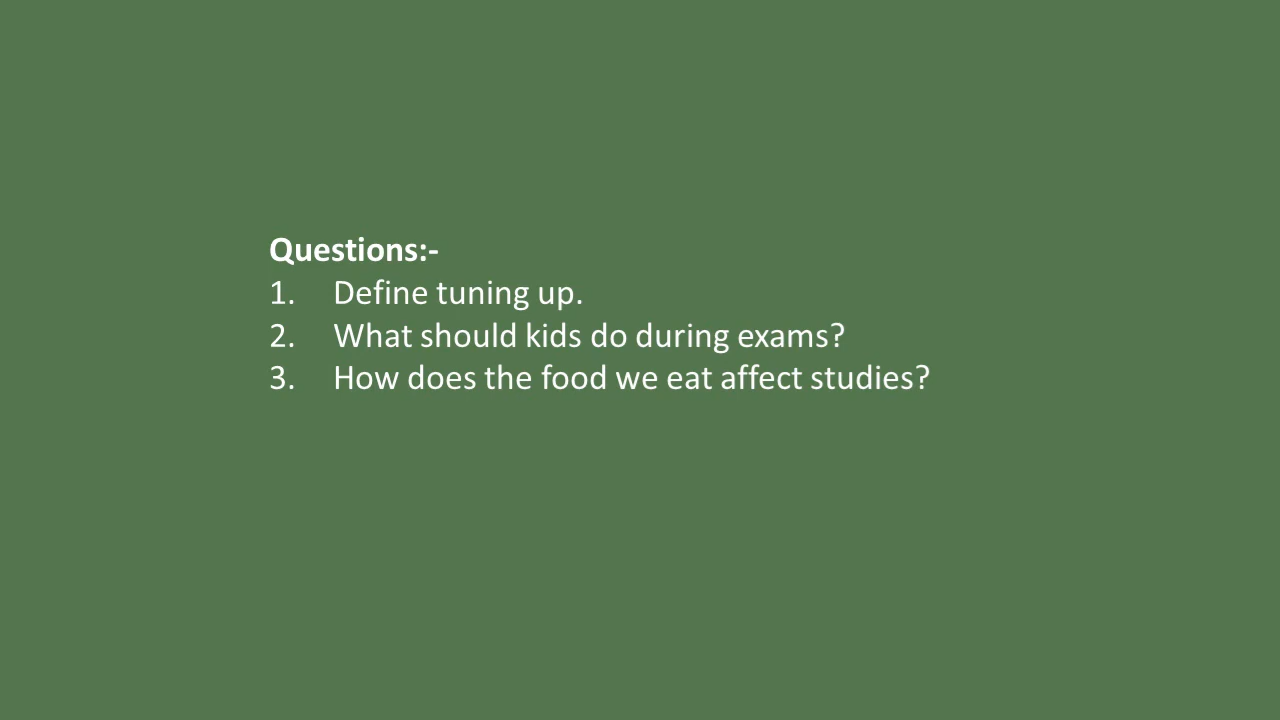 Questions:-
1. Define tuning up.
2. What should kids do during exams?
3. How does the food we eat affect studies?